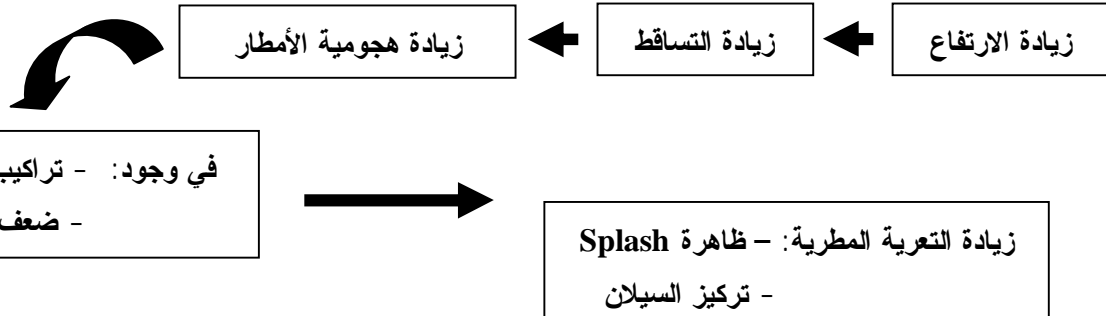 زيادة الارتفاع
زيادة التساقط
زيادة هجومية الأمطار
في وجود: - تراكيب
- ضعف
زيادة التعرية المطرية: – ظاهرة Splash
- تركيز السيلان